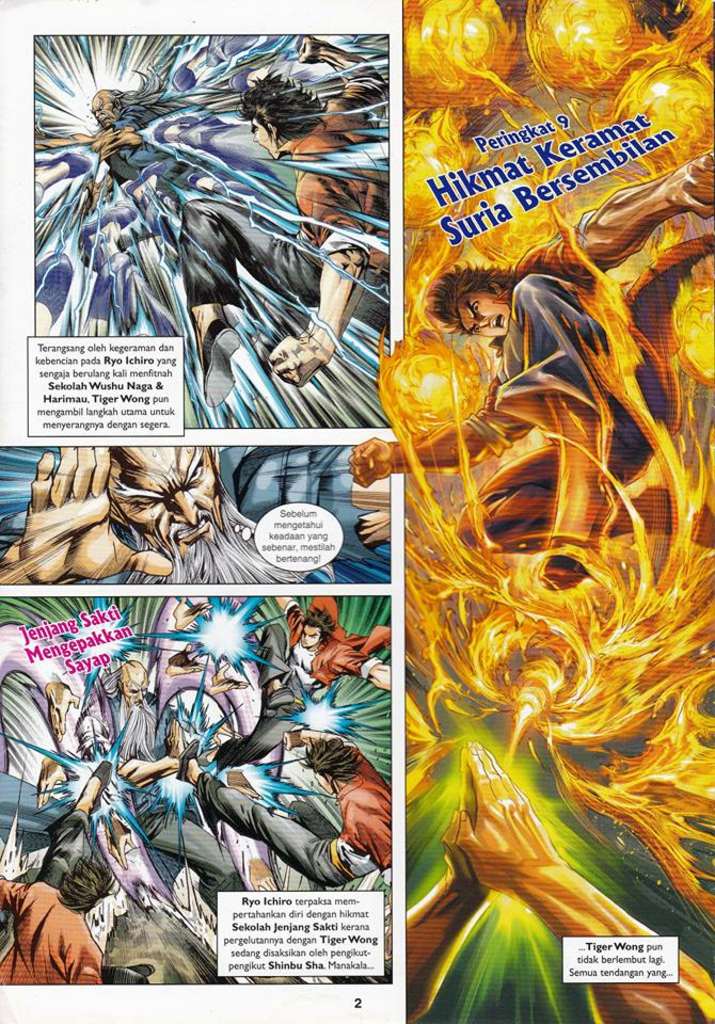 Terangsang oleh kegeraman dan
kebencian pada Ryo Ichiro yang
sengaja berulang kali menfitnah
Sekolah Wushu Naga &
Harimau, Tiger Wong pun
mengambil langkah utama untuk
menyerangnya dengan segera.
Sebelum
mengetahui
keadaan yang
sebenar, mestilah
bertenang!
Jenjang Sakti
Mengepakkan
Sayap
Ryo Ichiro terpaksa mem-
pertahankan diri dengan hikmat
Sekolah Jenjang Sakti kerana
pergelutannya dengan Tiger Wong
sedang disaksikan oleh pengikut-
pengikut Shinbu Sha. Manakala...
Peringkat 9
Hikmat Keramat
Suria Bersembilan
...Tiger Wong pun
tidak berlembut lagi.
Semua tendangan yang...
2